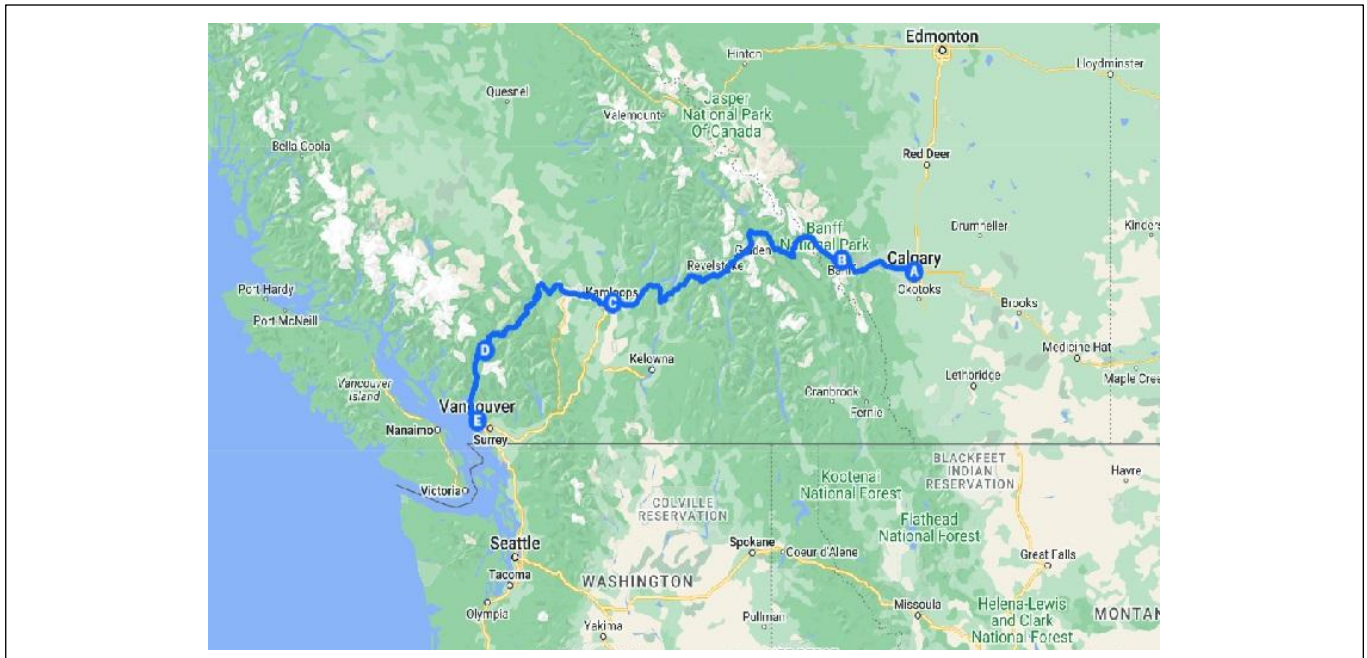 Edmonton
Hinton
Lloydminster
Quesnel
Jasper
National Park
Of Canada
Valemount
Bella Coola
Red Deer
Drumheller
Banff
National Park
Golden
Calgary
A
B
Banff
Revelstoke
Okotoks
Port Hardy
Kamloops
C
Brooks
Port McNeill
D
Medicine Hat
Kelowna
Lethbridge
Maple Cree
Vancouver
Island
Cranbrook
Fernie
Vancouver
E
Nanaimo
Surrey
BLACKFEET
INDIAN
RESERVATION
Havre
Kootenai
National Forest
Victoria
COLVILLE
RESERVATION
Flathead
National Forest
Seattle
Spokane
Coeur d'Alene
Great Falls
Tacoma
WASHINGTON
Olympia
Missoula
Helena-Lewis
and Clark
National Forest
MONTAN
Yakima
Pullman